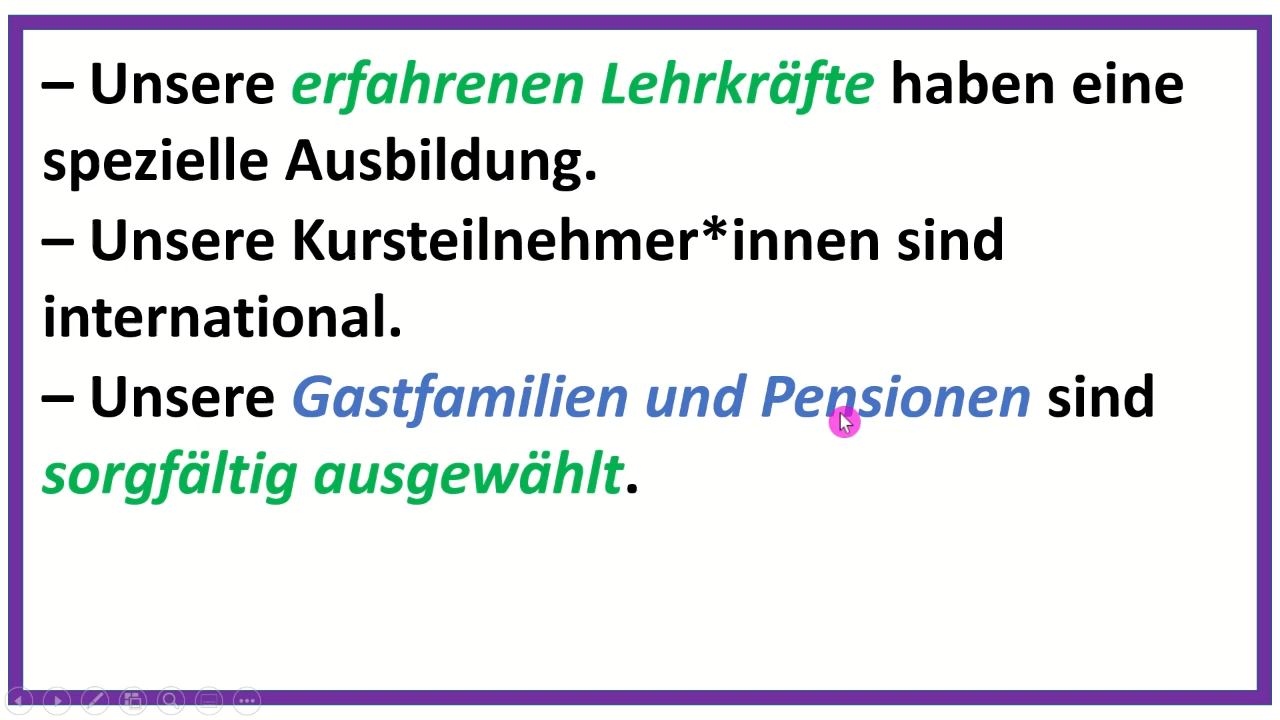 – Unsere erfahrenen Lehrkräfte haben eine
spezielle Ausbildung.
– Unsere Kursteilnehmer*innen sind
international.
– Unsere Gastfamilien und Pensionen sind
sorgfältig ausgewählt.